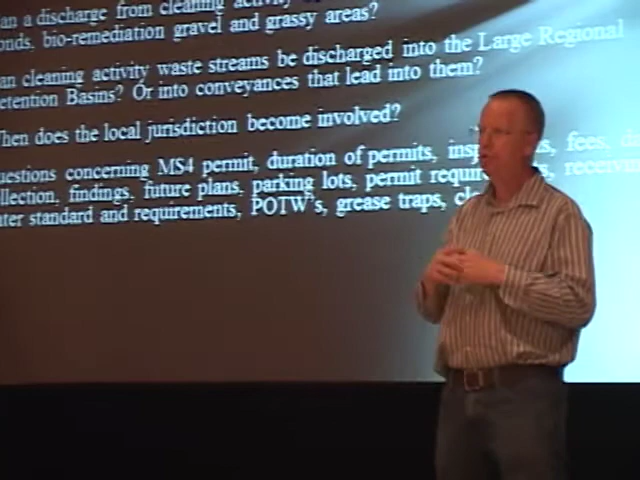 an a discharge from cleaning activity
onds, bio-remediation gravel and grassy areas?
an cleaning activity waste streams be discharged into the Large Regional
etention Basins? Or into conveyances that lead into them?
hen does the local jurisdiction become involved?
uestions concerning MS4 permit, duration of permits, fees,
llection, findings, future plans, parking lots, permit
ter standard and requirements, POTW's, grease traps,